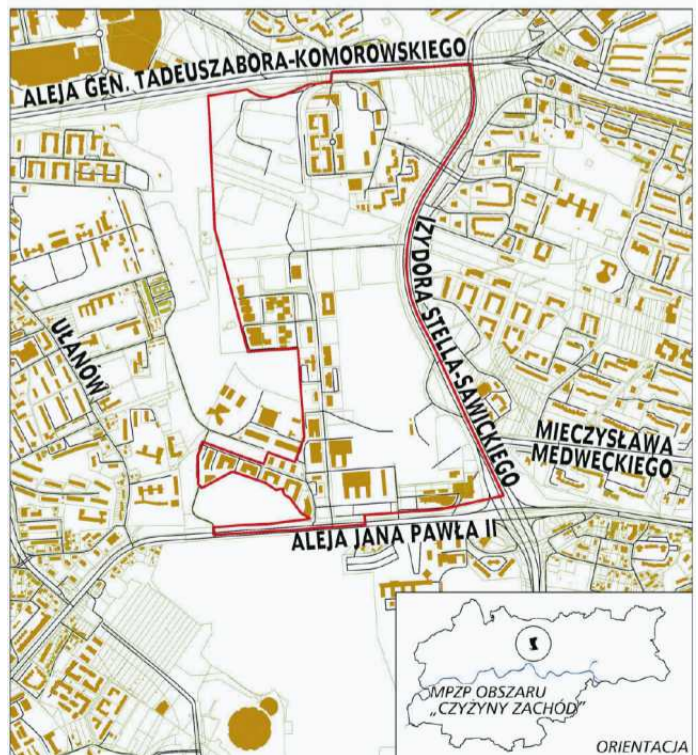 ALEJA GEN. TADEUSZABORA-KOMOROWSKIEGO
IZYDORA STELLA-SAWICKIEGO
UŁANÓW
MIECZYSŁAWA
MEDWECKIEGO
ALEJA JANA PAWŁA II
MPZP OBSZARU
„CZYŻYNY ZACHÓD”
ORIENTACJA